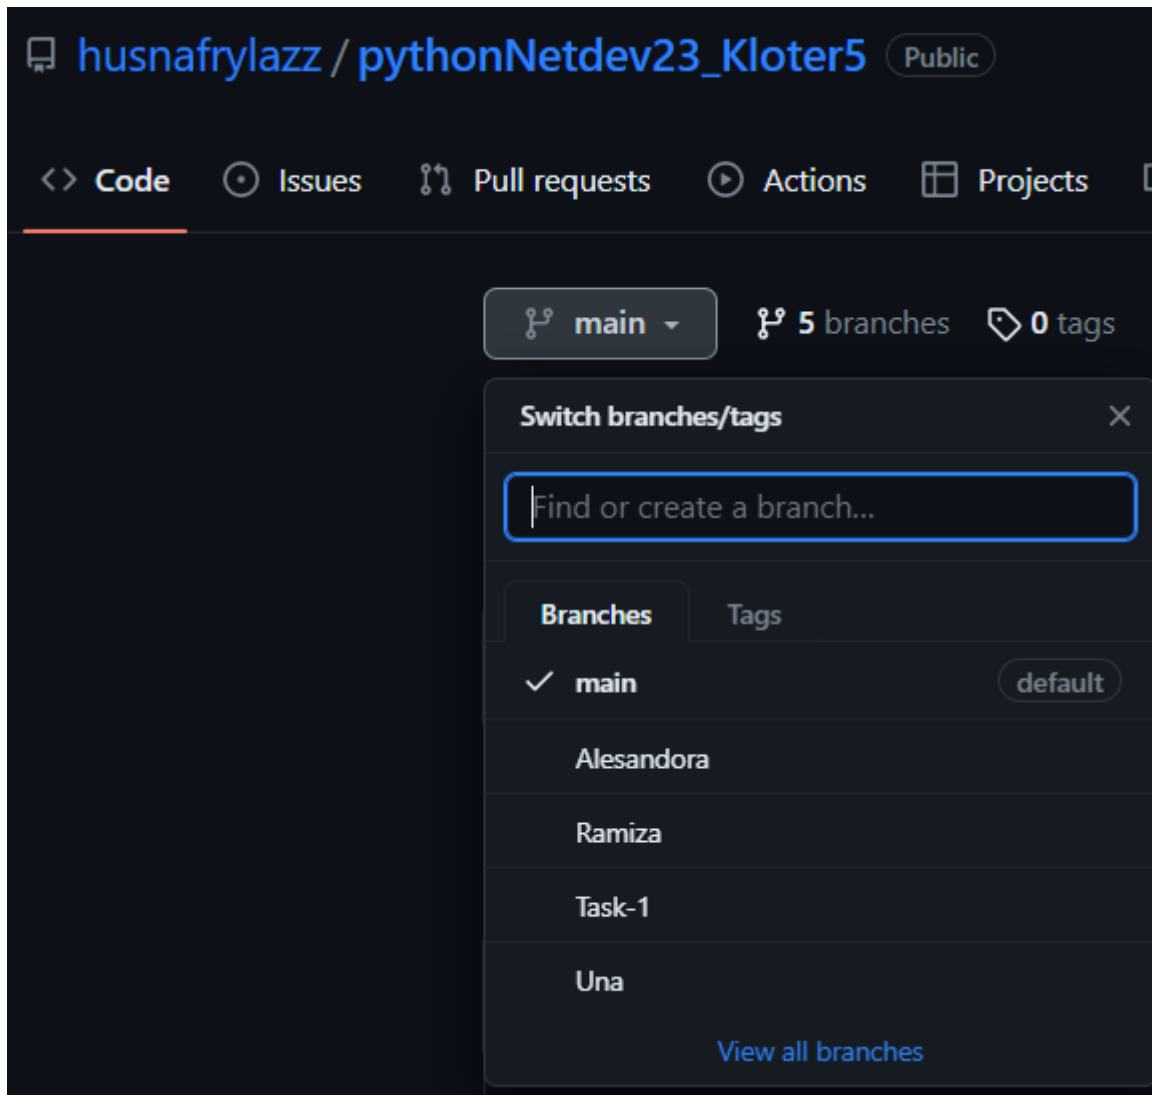 husnafrylazz / pythonNetdev23_Kloter5 Public
Code Issues Pull requests Actions Projects
main 5 branches 0 tags
Switch branches/tags
Find or create a branch...
Branches Tags
main default
Alesandora
Ramiza
Task-1
Una
View all branches